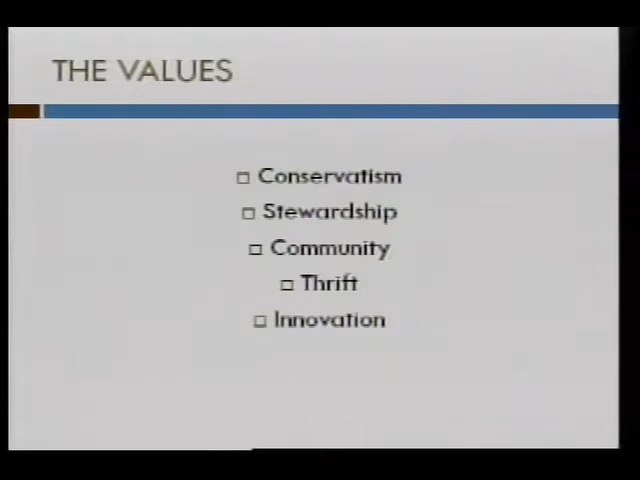 THE VALUES
Conservatism
Stewardship
Community
Thrift
Innovation